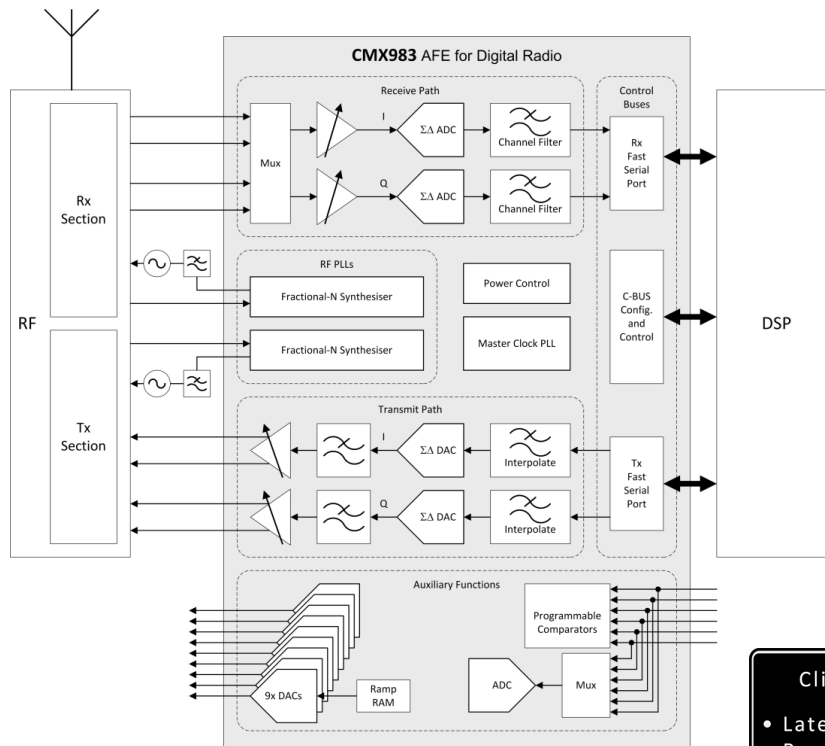 CMX983 AFE for Digital Radio
Receive Path
Control
Buses
I
Mux
ΣΔ ADC
Channel Filter
Rx
Fast
Serial
Port
Q
ΣΔ ADC
Channel Filter
Rx
Section
RF PLLs
Fractional-N Synthesiser
Fractional-N Synthesiser
Power Control
Master Clock PLL
C-BUS
Config.
and
Control
RF
DSP
Tx
Section
Transmit Path
I
ΣΔ DAC
Interpolate
Tx
Fast
Serial
Port
Q
ΣΔ DAC
Interpolate
Auxiliary Functions
Programmable
Comparators
9x DACs
Ramp
RAM
ADC
Mux
Cli
• Late